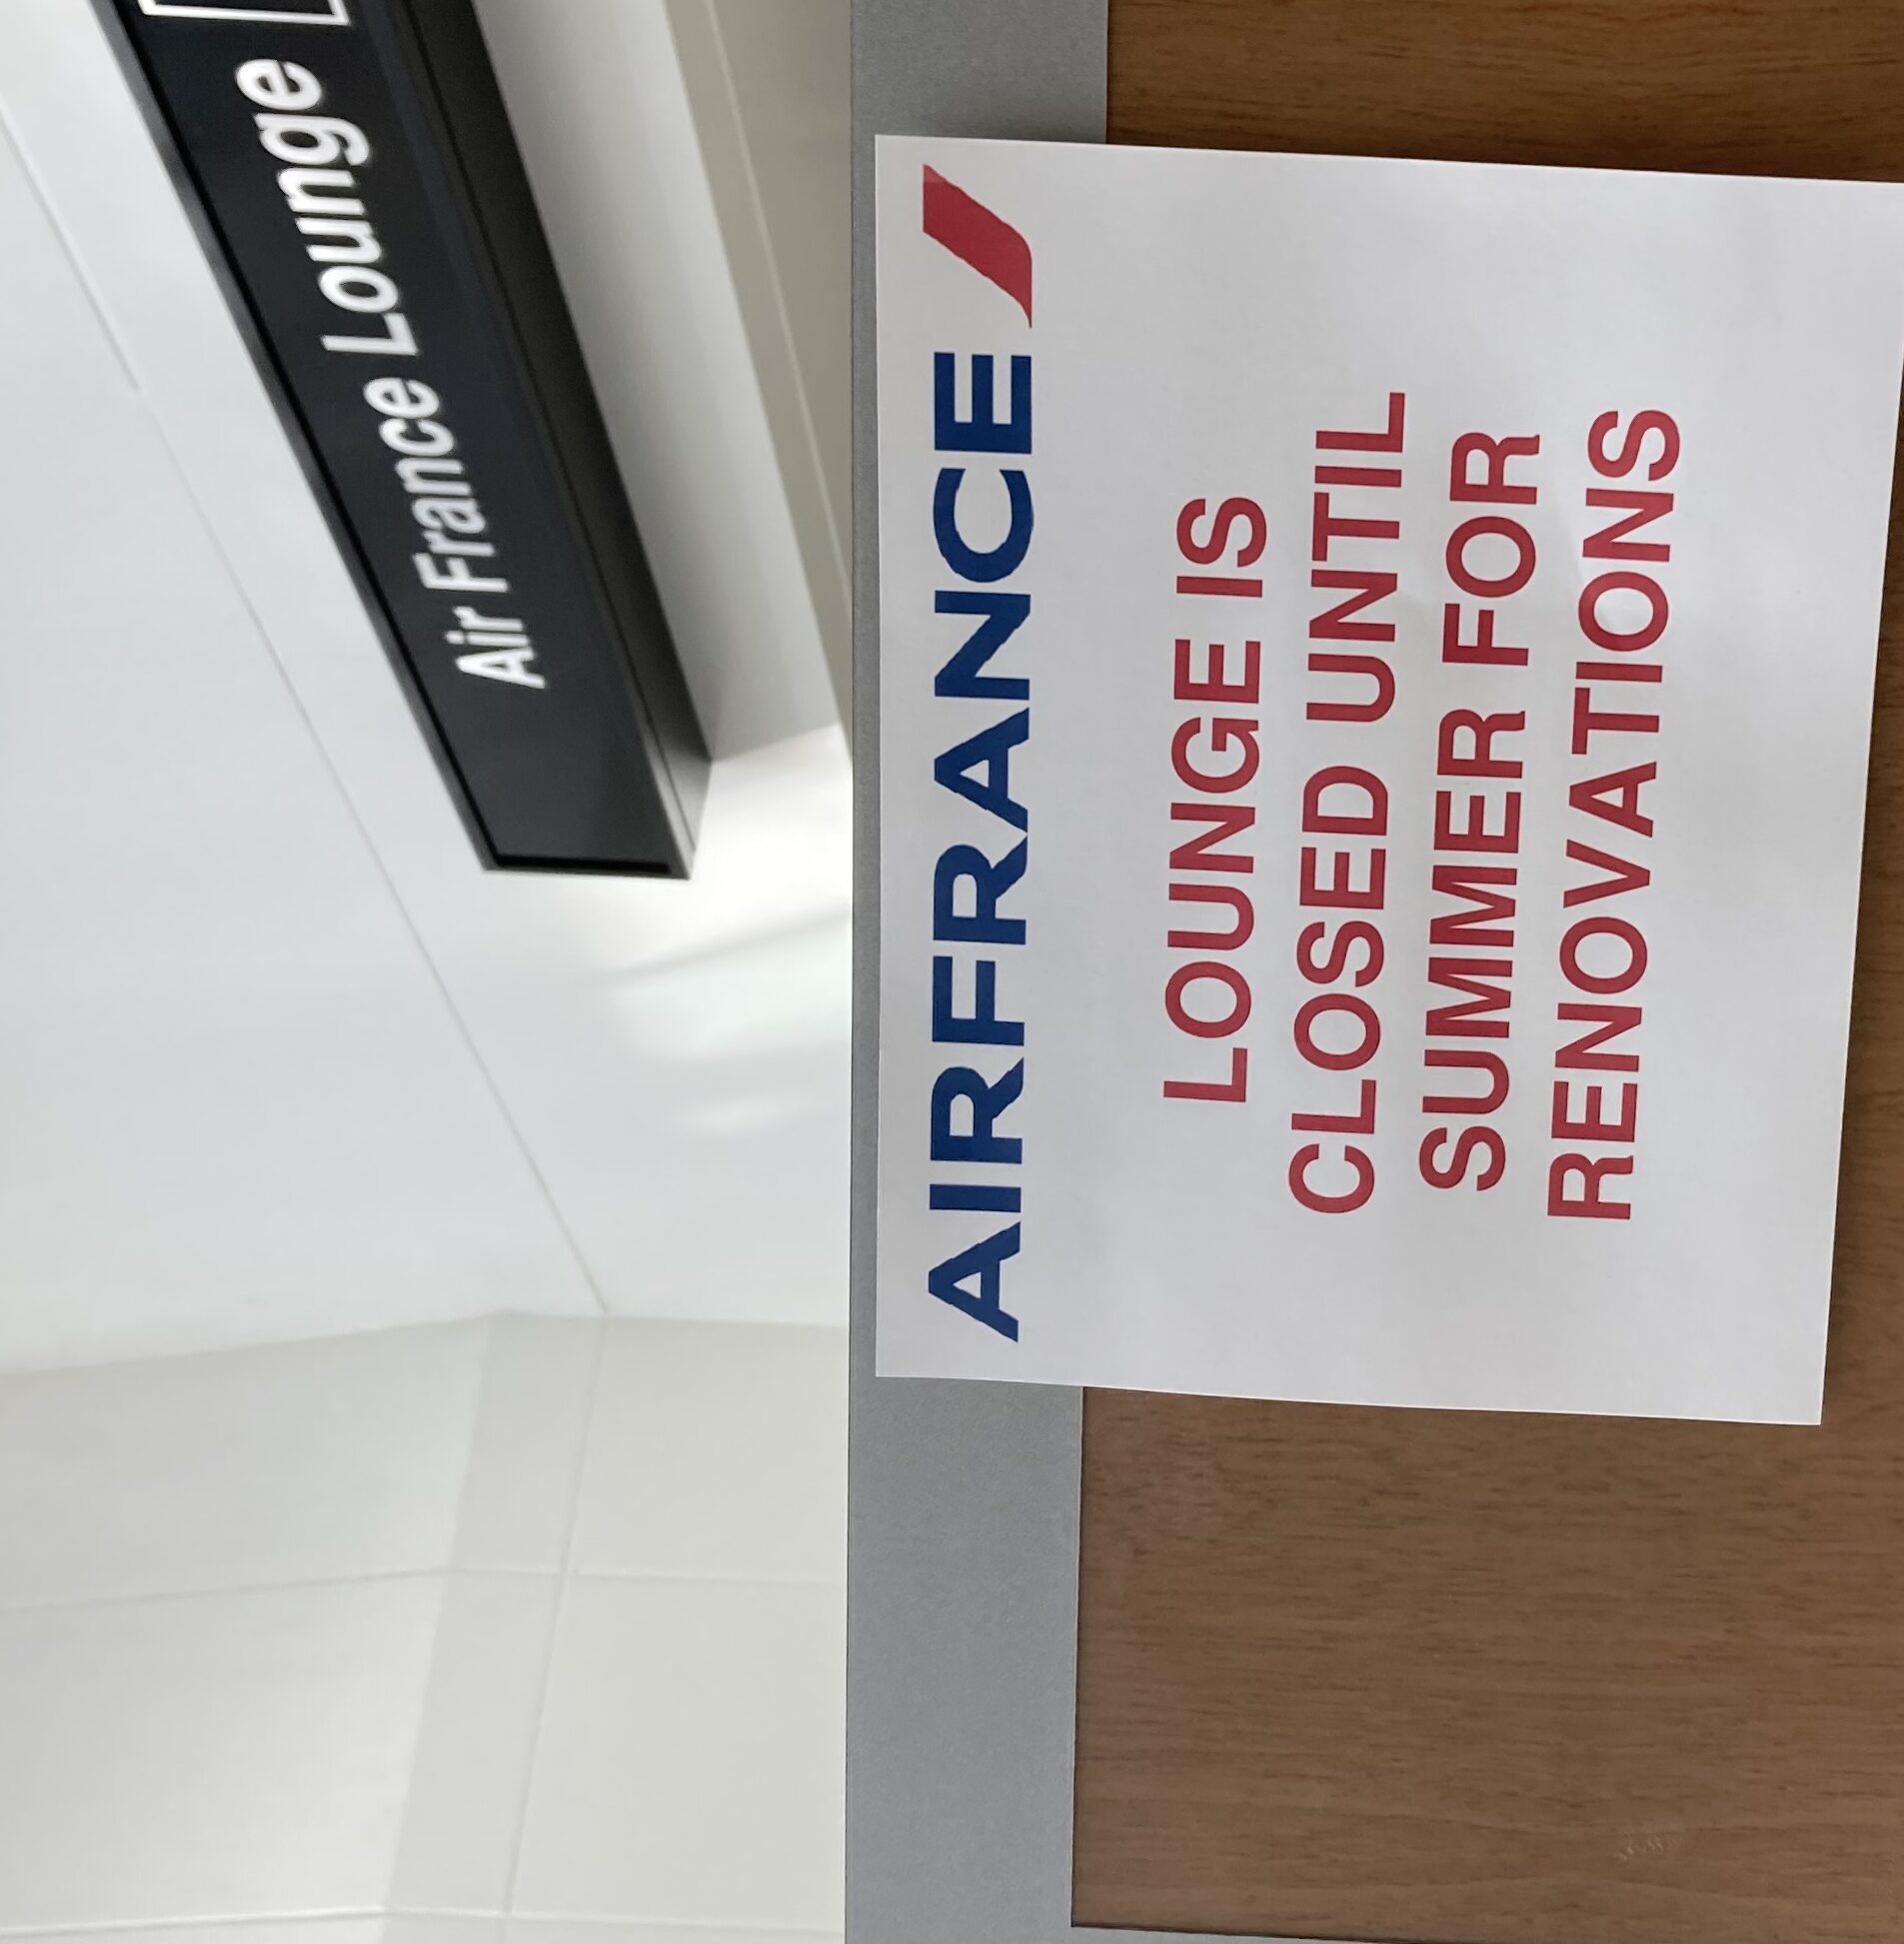 Air France Lounge
AIRFRANCE
LOUNGE IS
CLOSED UNTIL
SUMMER FOR
RENOVATIONS